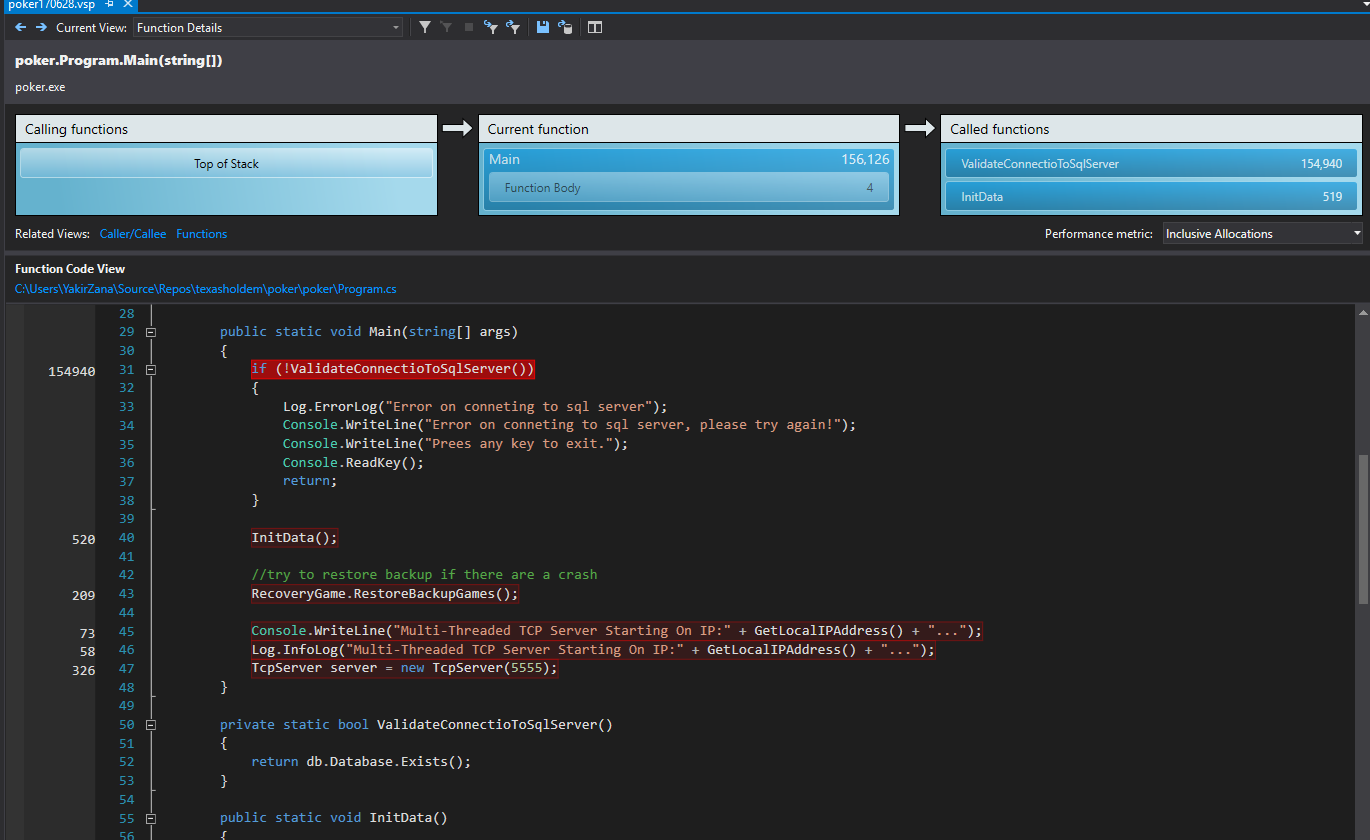 poker170628.vsp
Current View: Function Details
poker.Program.Main(string[])
poker.exe
Calling functions
Top of Stack
Current function
Main 156,126
Function Body 4
Called functions
ValidateConnectioToSqlServer 154,940
InitData 519
Related Views: Caller/Callee Functions
Performance metric: Inclusive Allocations
Function Code View
C:\Users\YakirZana\Source\Repos\texasholdem\poker\poker\Program.cs
28
29 public static void Main(string[] args)
30 {
154940 31 if (!ValidateConnectioToSqlServer())
32 {
33 Log.ErrorLog("Error on conneting to sql server");
34 Console.WriteLine("Error on conneting to sql server, please try again!");
35 Console.WriteLine("Prees any key to exit.");
36 Console.ReadKey();
37 return;
38 }
39
520 40 InitData();
41
42 //try to restore backup if there are a crash
209 43 RecoveryGame.RestoreBackupGames();
44
73 45 Console.WriteLine("Multi-Threaded TCP Server Starting On IP:" + GetLocalIPAddress() + "...");
58 46 Log.InfoLog("Multi-Threaded TCP Server Starting On IP:" + GetLocalIPAddress() + "...");
326 47 TcpServer server = new TcpServer(5555);
48 }
49
50 private static bool ValidateConnectioToSqlServer()
51 {
52 return db.Database.Exists();
53 }
54
55 public static void InitData()
56 {